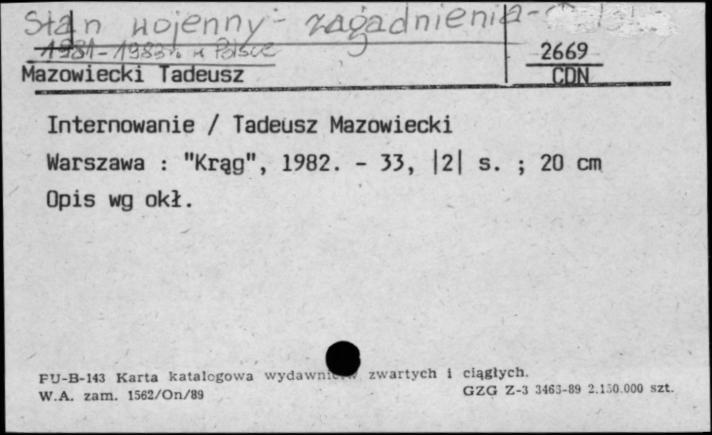 Stan wojenny - zagadnienia -
1981-1983 r. w Polsce
2669
Mazowiecki Tadeusz
CDN
Internowanie / Tadeusz Mazowiecki
Warszawa : "Krąg", 1982. - 33, |2| s. ; 20 cm
Opis wg okł.
FU-B-143 Karta katalogowa zwartych i ciągłych.
W.A. zam. 1562/On/89 GZG Z-3 3463-89 2.150.000 szt.